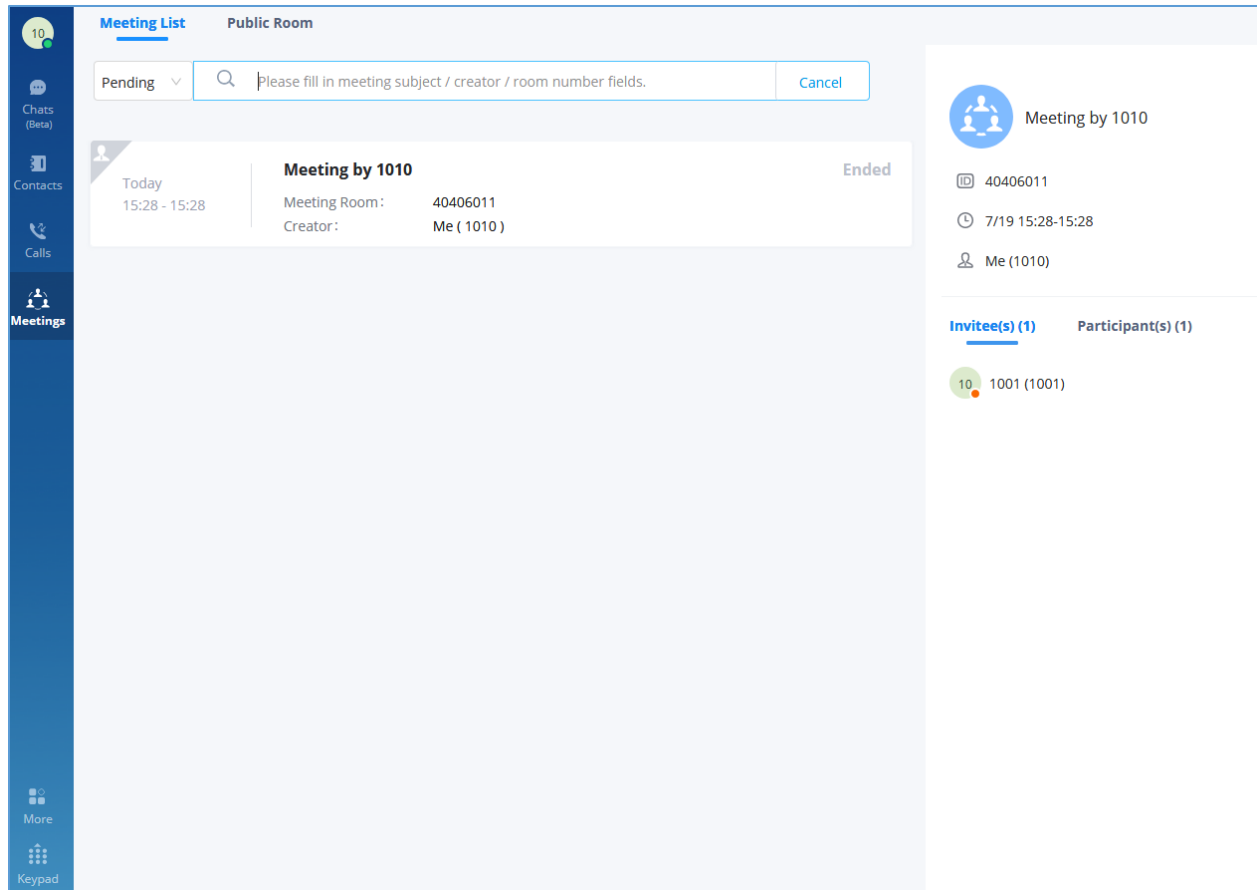 10
Chats
(Beta)
Contacts
Calls
Meetings
More
Keypad
Meeting List Public Room
Pending Please fill in meeting subject / creator / room number fields. Cancel
Today
15:28 - 15:28
Meeting by 1010 Ended
Meeting Room: 40406011
Creator: Me ( 1010 )
Meeting by 1010
ID 40406011
7/19 15:28-15:28
Me (1010)
Invitee(s) (1) Participant(s) (1)
10 1001 (1001)